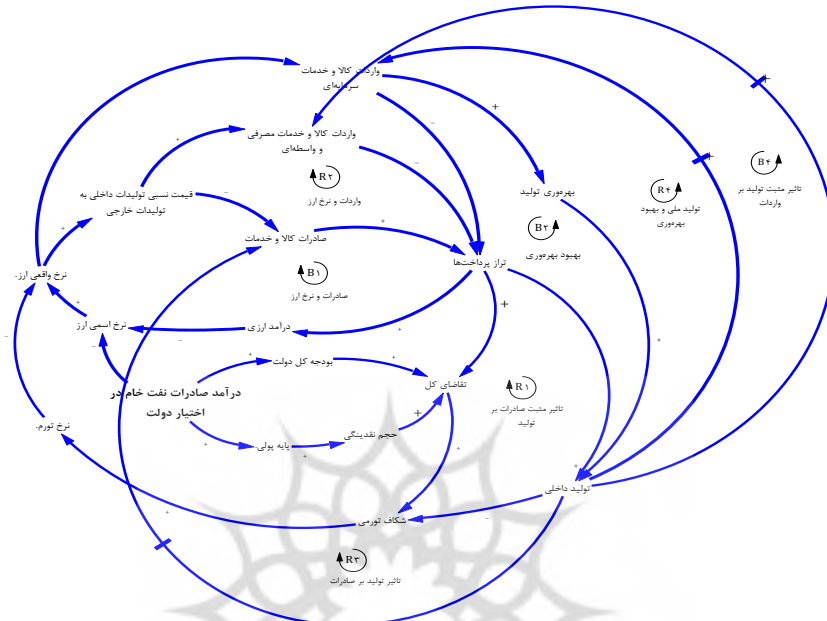 واردات کالا و خدمات
سرمایه‌ای
واردات کالا و خدمات مصرفی
و واسطه‌ای
R۲
واردات و نرخ ارز
قیمت نسبی تولیدات داخلی به
تولیدات خارجی
بهره‌وری تولید
B۴
تاثیر مثبت تولید بر
واردات
R۴
تولید ملی و بهبود
بهره‌وری
صادرات کالا و خدمات
B۲
بهبود بهره‌وری
تراز پرداخت‌ها
نرخ واقعی ارز.
B۱
صادرات و نرخ ارز
نرخ اسمی ارز
درآمد ارزی
بودجه کل دولت
تقاضای کل
R۱
تاثیر مثبت صادرات بر
تولید
درآمد صادرات نفت خام در
اختیار دولت
نرخ تورم.
پایه پولی.
حجم نقدینگی
تولید داخلی
شکاف تورمی
R۳
تاثیر تولید بر صادرات